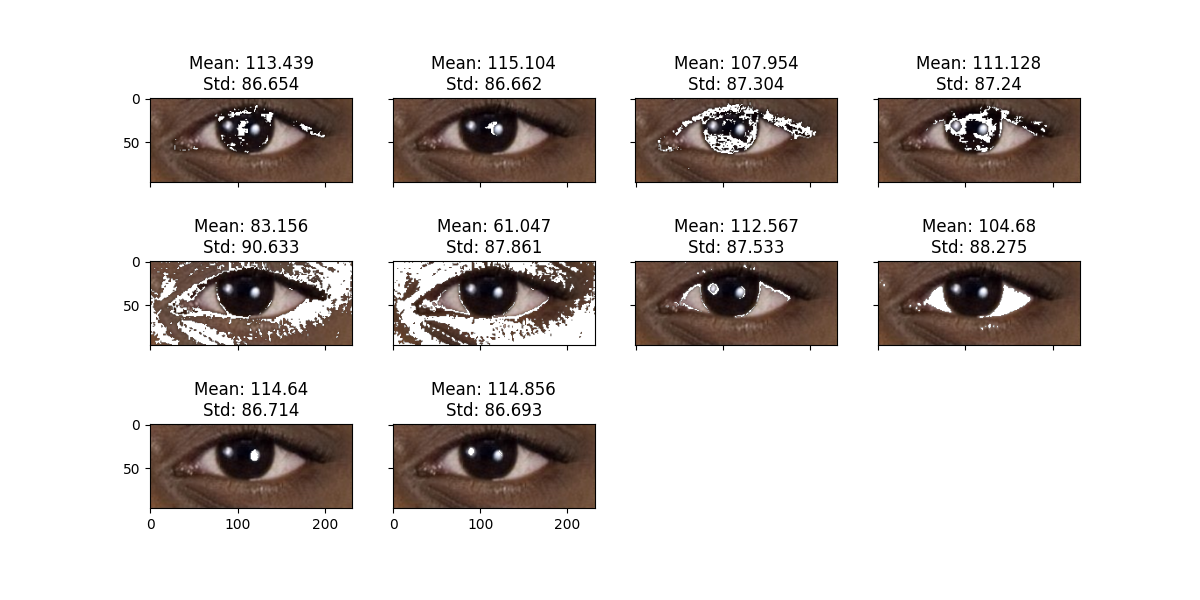 Mean: 113.439
Std: 86.654
Mean: 115.104
Std: 86.662
Mean: 107.954
Std: 87.304
Mean: 111.128
Std: 87.24
0
50
Mean: 83.156
Std: 90.633
Mean: 61.047
Std: 87.861
Mean: 112.567
Std: 87.533
Mean: 104.68
Std: 88.275
0
50
Mean: 114.64
Std: 86.714
Mean: 114.856
Std: 86.693
0
50
0 100 200
0 100 200